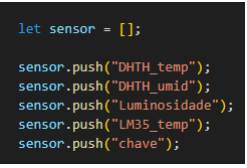 let sensor = [];
sensor.push("DHTH_temp");
sensor.push("DHTH_umid");
sensor.push("Luminosidade");
sensor.push("LM35_temp");
sensor.push("chave");